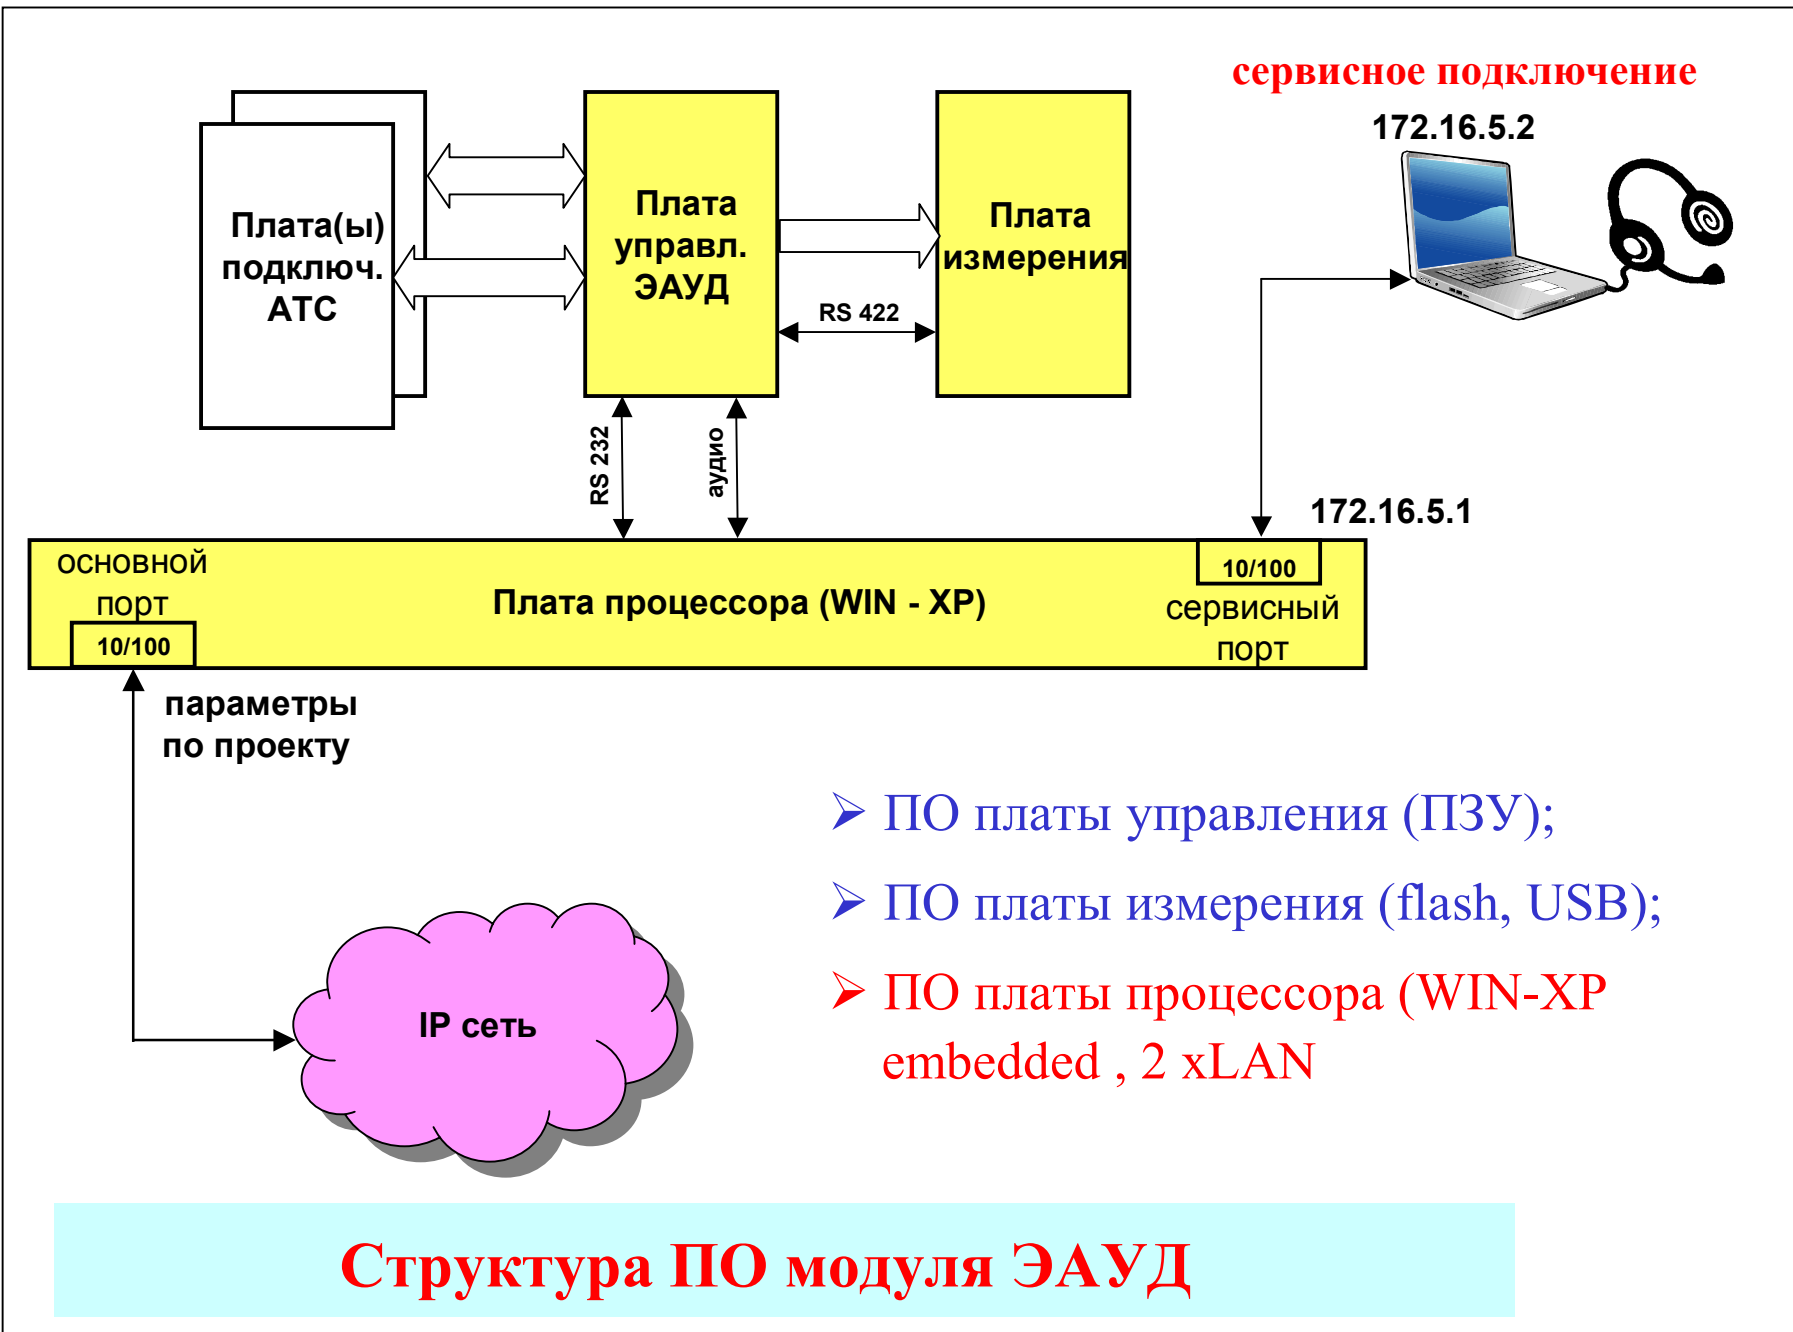 сервисное подключение
172.16.5.2
Плата(ы)
подключ.
АТС
Плата
управл.
ЭАУД
Плата
измерения
RS 422
RS 232
аудио
172.16.5.1
основной
порт
10/100
Плата процессора (WIN - XP)
10/100
сервисный
порт
параметры
по проекту
IP сеть
➢ ПО платы управления (ПЗУ);
➢ ПО платы измерения (flash, USB);
➢ ПО платы процессора (WIN-XP
embedded , 2 xLAN
Структура ПО модуля ЭАУД